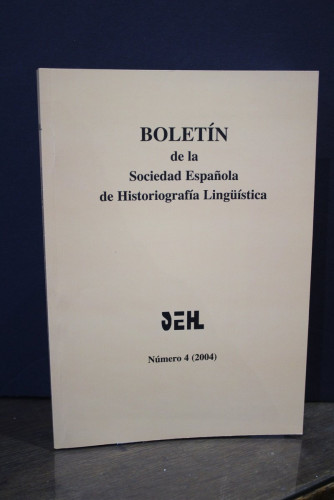 BOLETÍN
de la
Sociedad Española
de Historiografía Lingüística
SEHL
Número 4 (2004)